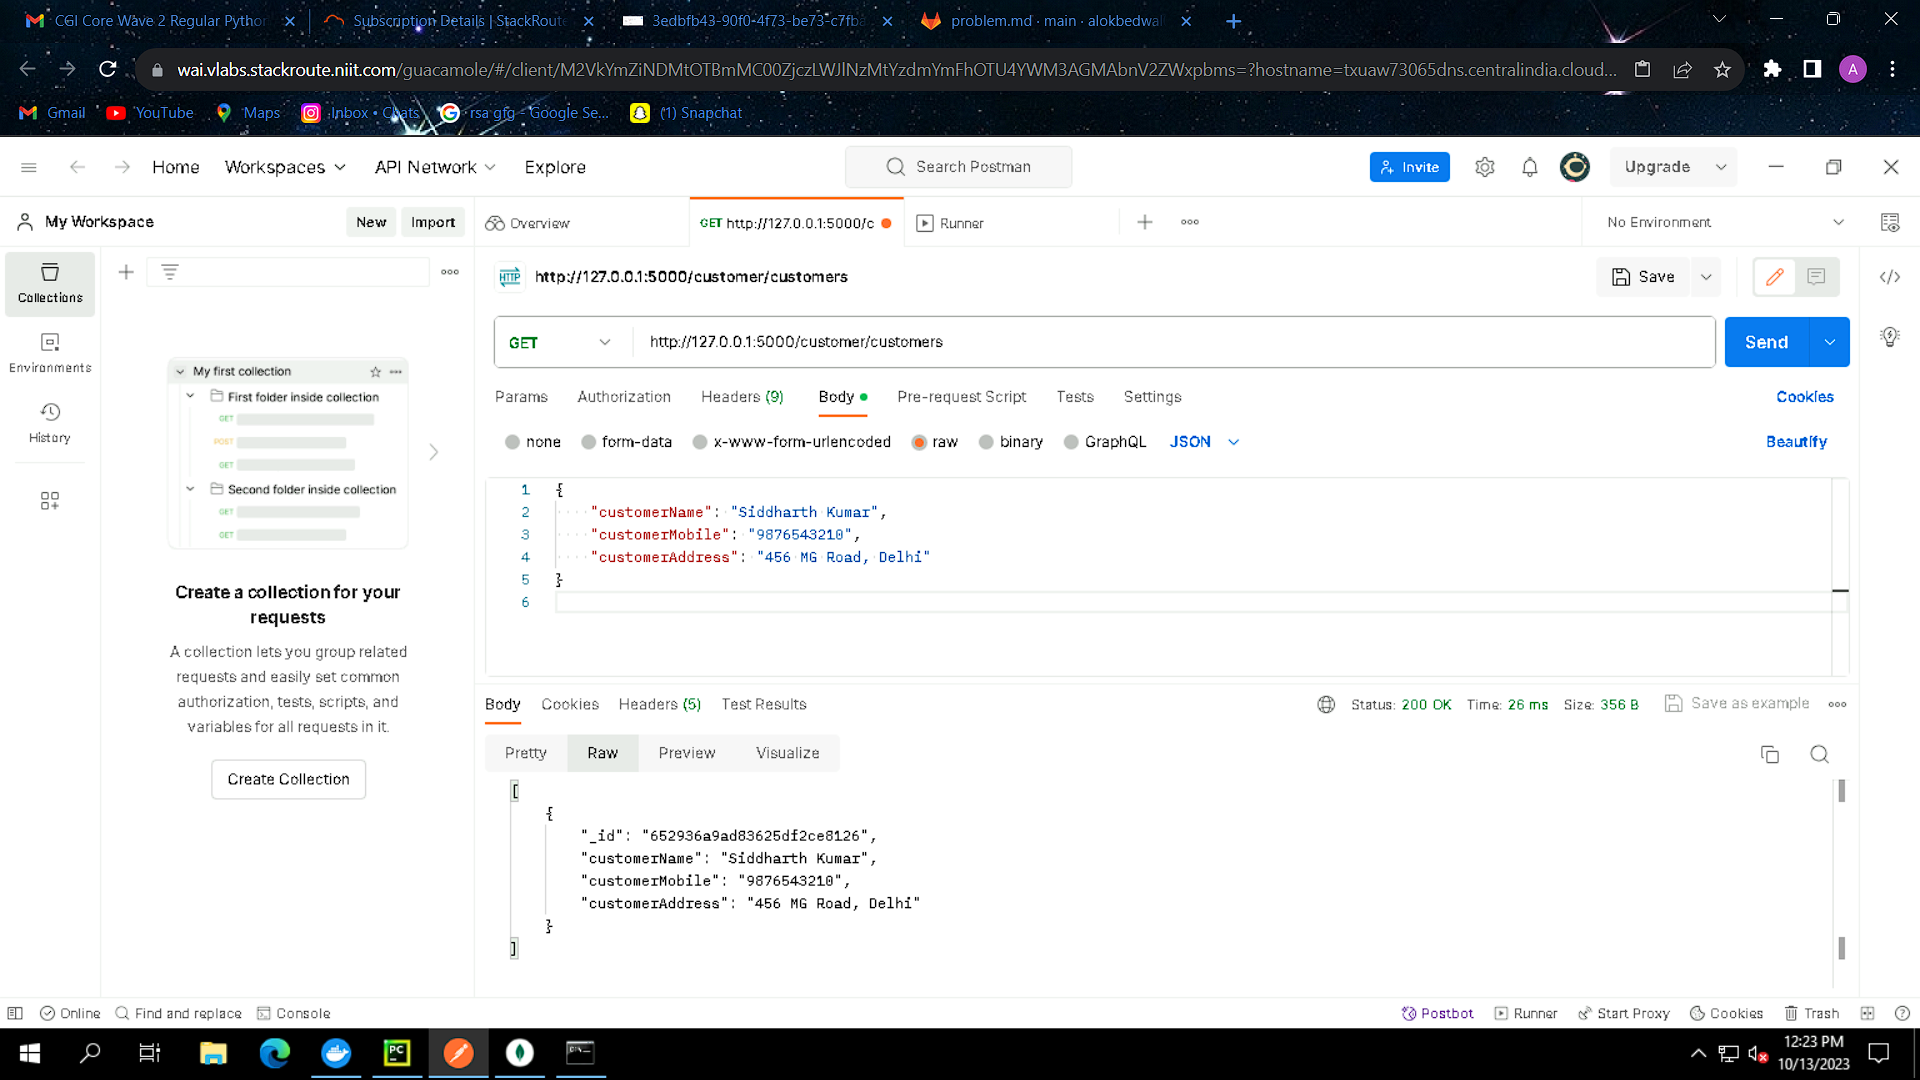 CGI Core Wave 2 Regular Python
Subscription Details | StackRoute
3edbfb43-90f0-4f73-be73-c7fba
problem.md · main · alokbedwal
wai.vlabs.stackroute.niit.com/guacamole/#/client/M2VkYmZiNDMtOTBmMC00ZjczLWJlNzMtYzdmYmFhOTU4YWM3AGMAbnV2ZWxpbms=?hostname=txuaw73065dns.centralindia.cloud...
A
Gmail
YouTube
Maps
Inbox • Chats
rsa gfg - Google Se...
(1) Snapchat
Home
Workspaces
API Network
Explore
Search Postman
Invite
Upgrade
My Workspace
New
Import
Overview
GET http://127.0.0.1:5000/c
Runner
No Environment
Collections
Environments
History
HTTP
http://127.0.0.1:5000/customer/customers
Save
GET
http://127.0.0.1:5000/customer/customers
Send
Params
Authorization
Headers (9)
Body
Pre-request Script
Tests
Settings
Cookies
none
form-data
x-www-form-urlencoded
raw
binary
GraphQL
JSON
Beautify
My first collection
First folder inside collection
GET
POST
GET
Second folder inside collection
GET
GET
Create a collection for your
requests
A collection lets you group related
requests and easily set common
authorization, tests, scripts, and
variables for all requests in it.
Create Collection
1 {
2 "customerName": "Siddharth Kumar",
3 "customerMobile": "9876543210",
4 "customerAddress": "456 MG Road, Delhi"
5 }
6
Body
Cookies
Headers (5)
Test Results
Status: 200 OK
Time: 26 ms
Size: 356 B
Save as example
Pretty
Raw
Preview
Visualize
[
{
"_id": "652936a9ad83625df2ce8126",
"customerName": "Siddharth Kumar",
"customerMobile": "9876543210",
"customerAddress": "456 MG Road, Delhi"
}
]
Online
Find and replace
Console
Postbot
Runner
Start Proxy
Cookies
Trash
PC
12:23 PM
10/13/2023